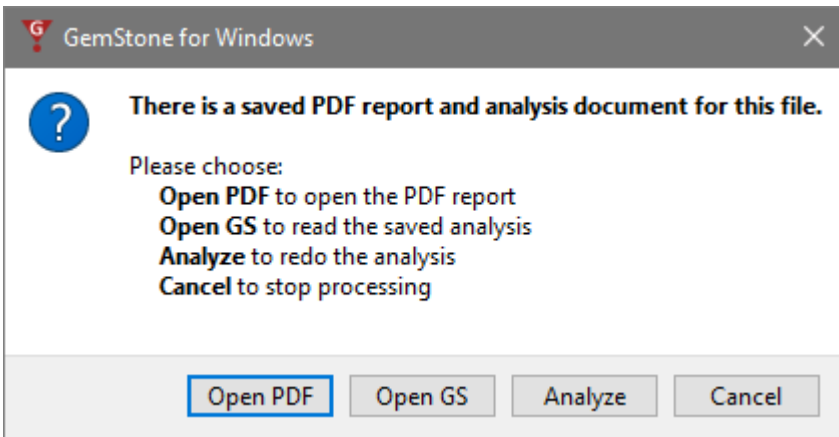 GemStone for Windows
There is a saved PDF report and analysis document for this file.
Please choose:
Open PDF to open the PDF report
Open GS to read the saved analysis
Analyze to redo the analysis
Cancel to stop processing
Open PDF Open GS Analyze Cancel